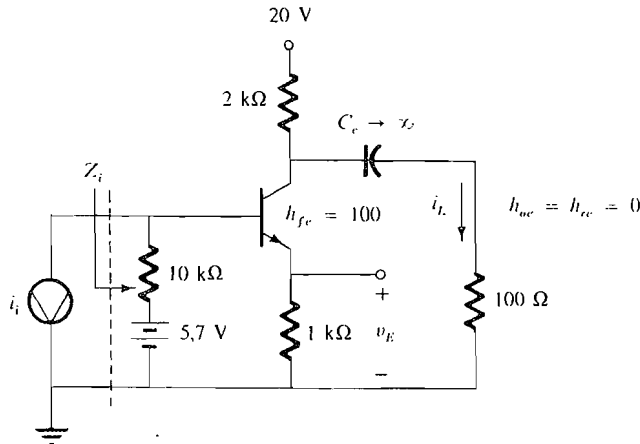 20 V
2 kΩ
C_c → ∞
Z_i
h_fe = 100
i_L
h_oe = h_re = 0
10 kΩ
100 Ω
i_i
+
5,7 V
1 kΩ
v_E
−